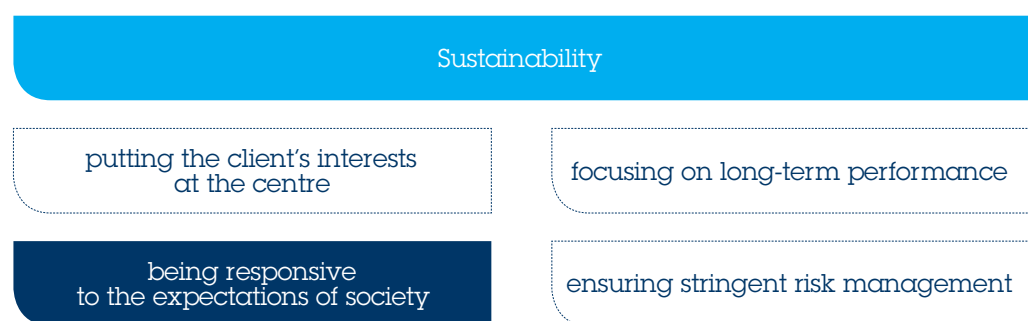 Sustainability
putting the client's interests
at the centre
focusing on long-term performance
being responsive
to the expectations of society
ensuring stringent risk management